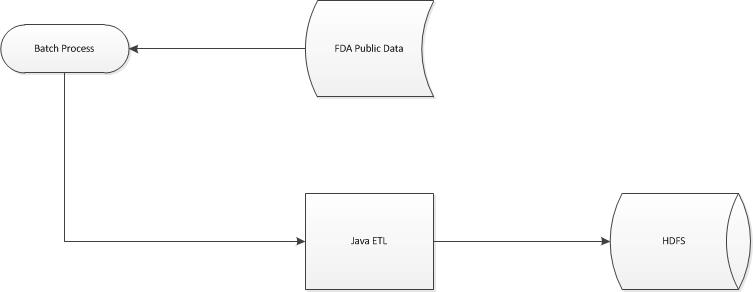 Batch Process
FDA Public Data
Java ETL
HDFS